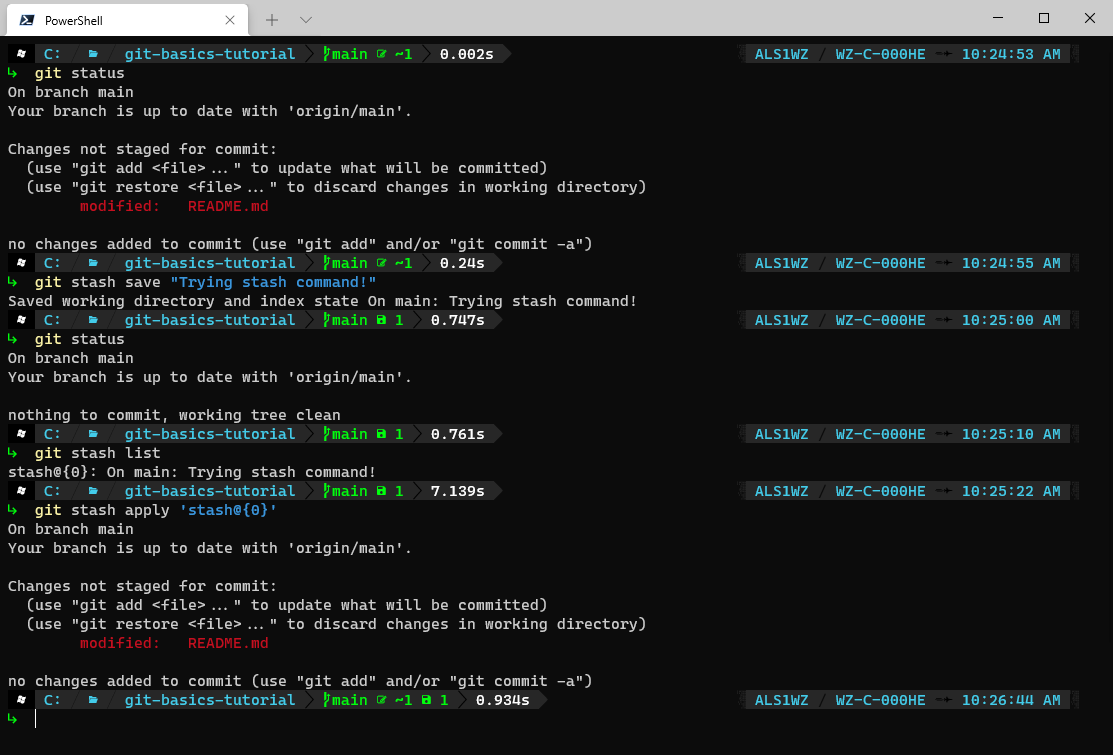 PowerShell
C: git-basics-tutorial main ~1 0.002s ALS1WZ / WZ-C-000HE 10:24:53 AM
git status
On branch main
Your branch is up to date with 'origin/main'.
Changes not staged for commit:
(use "git add <file>..." to update what will be committed)
(use "git restore <file>..." to discard changes in working directory)
modified: README.md
no changes added to commit (use "git add" and/or "git commit -a")
C: git-basics-tutorial main ~1 0.24s ALS1WZ / WZ-C-000HE 10:24:55 AM
git stash save "Trying stash command!"
Saved working directory and index state On main: Trying stash command!
C: git-basics-tutorial main 1 0.747s ALS1WZ / WZ-C-000HE 10:25:00 AM
git status
On branch main
Your branch is up to date with 'origin/main'.
nothing to commit, working tree clean
C: git-basics-tutorial main 1 0.761s ALS1WZ / WZ-C-000HE 10:25:10 AM
git stash list
stash@{0}: On main: Trying stash command!
C: git-basics-tutorial main 1 7.139s ALS1WZ / WZ-C-000HE 10:25:22 AM
git stash apply 'stash@{0}'
On branch main
Your branch is up to date with 'origin/main'.
Changes not staged for commit:
(use "git add <file>..." to update what will be committed)
(use "git restore <file>..." to discard changes in working directory)
modified: README.md
no changes added to commit (use "git add" and/or "git commit -a")
C: git-basics-tutorial main ~1 1 0.934s ALS1WZ / WZ-C-000HE 10:26:44 AM